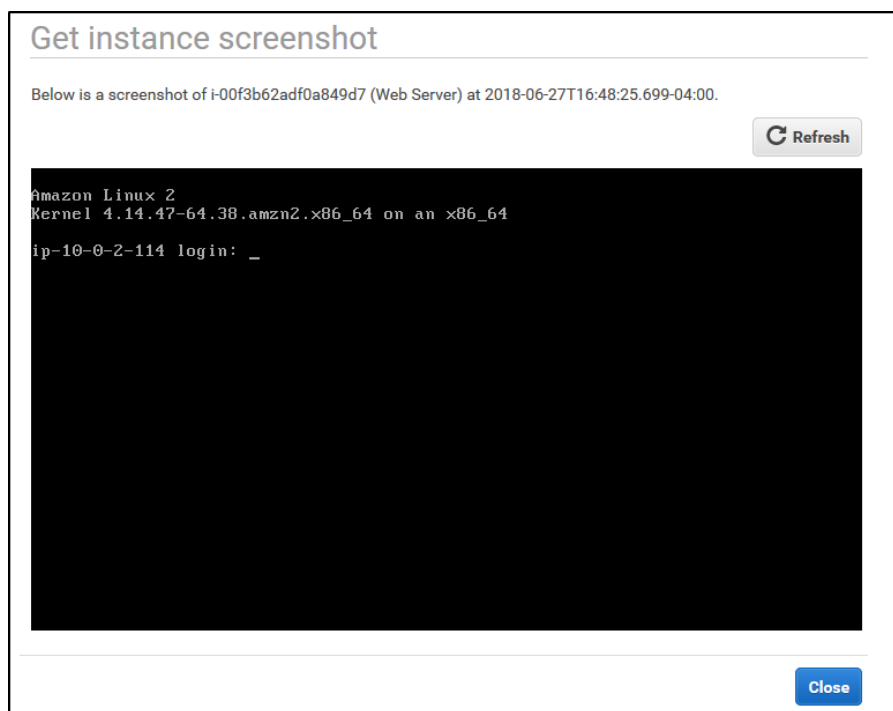 Get instance screenshot
Below is a screenshot of i-00f3b62adf0a849d7 (Web Server) at 2018-06-27T16:48:25.699-04:00.
Refresh
Amazon Linux 2
Kernel 4.14.47-64.38.amzn2.x86_64 on an x86_64
ip-10-0-2-114 login: _
Close